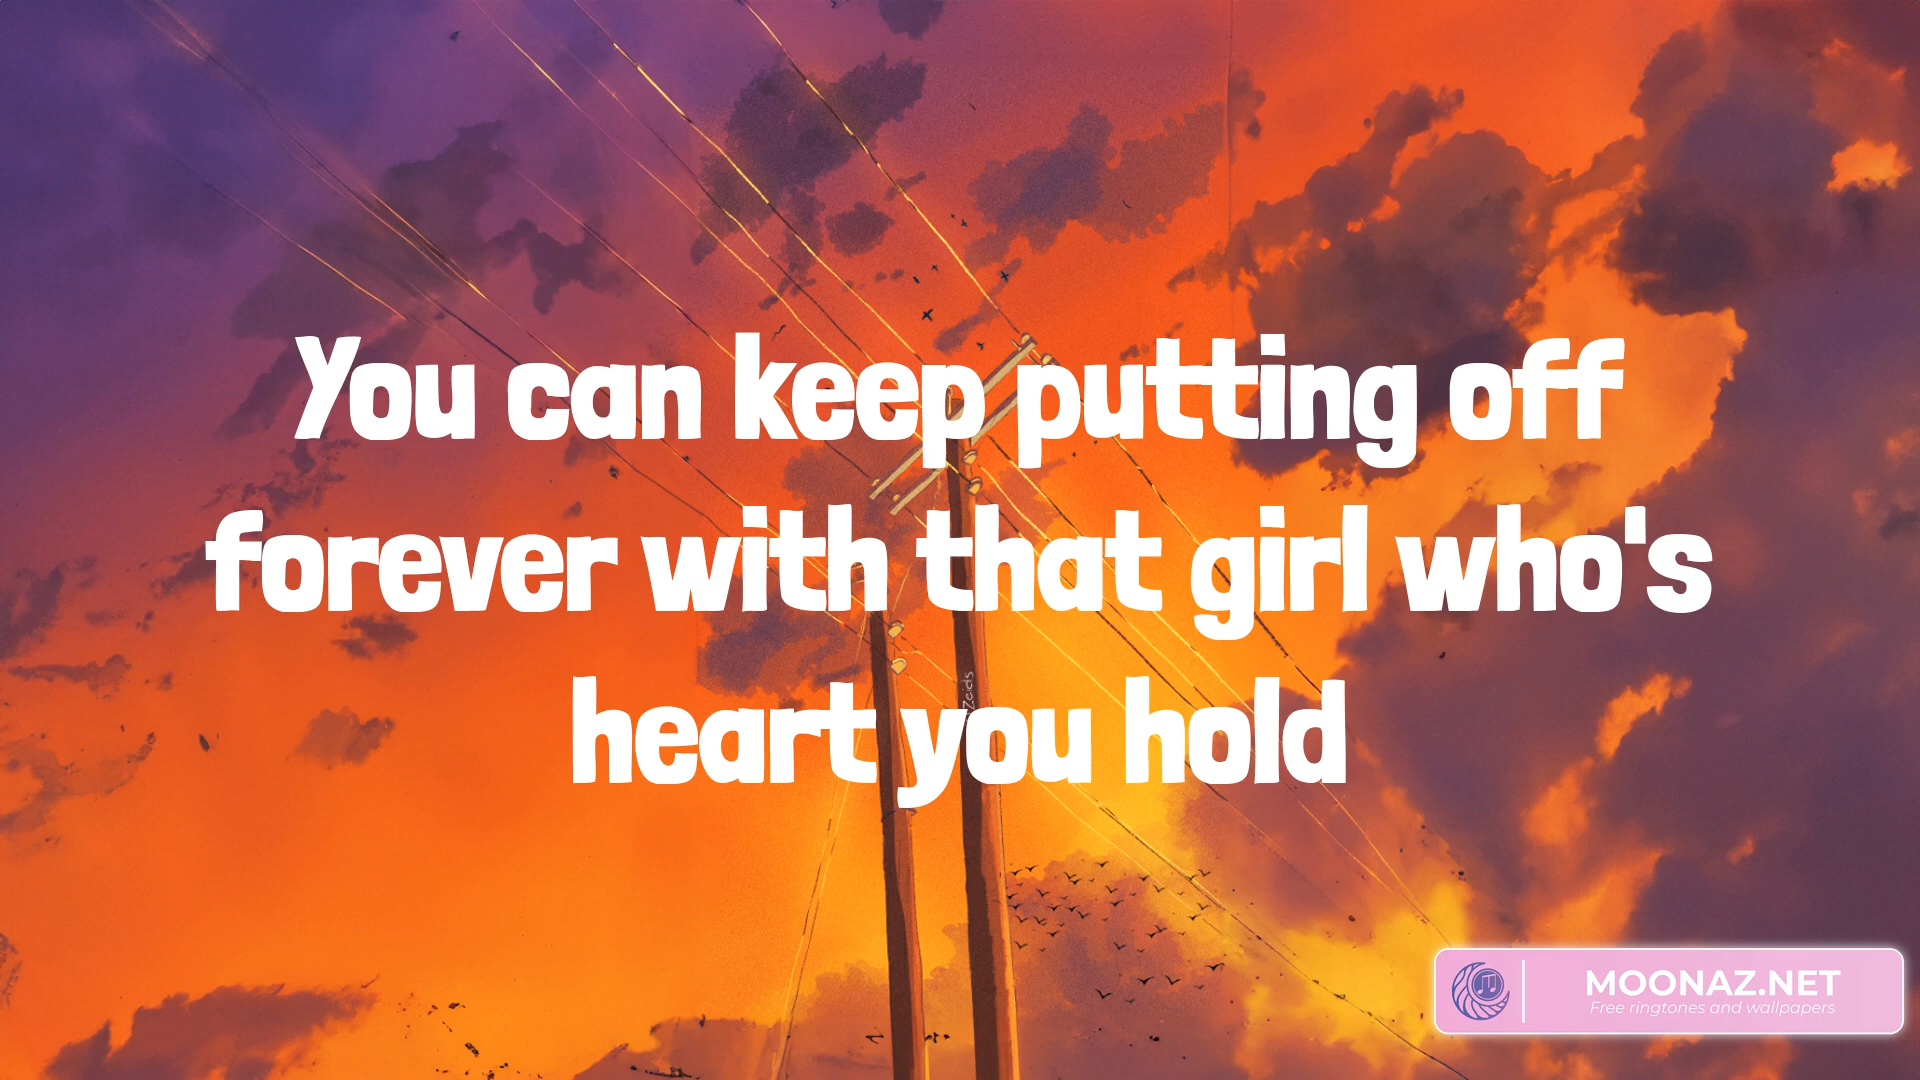 You can keep putting off
forever with that girl who's
heart you hold
Zcids
MOONAZ.NET
Free ringtones and wallpapers